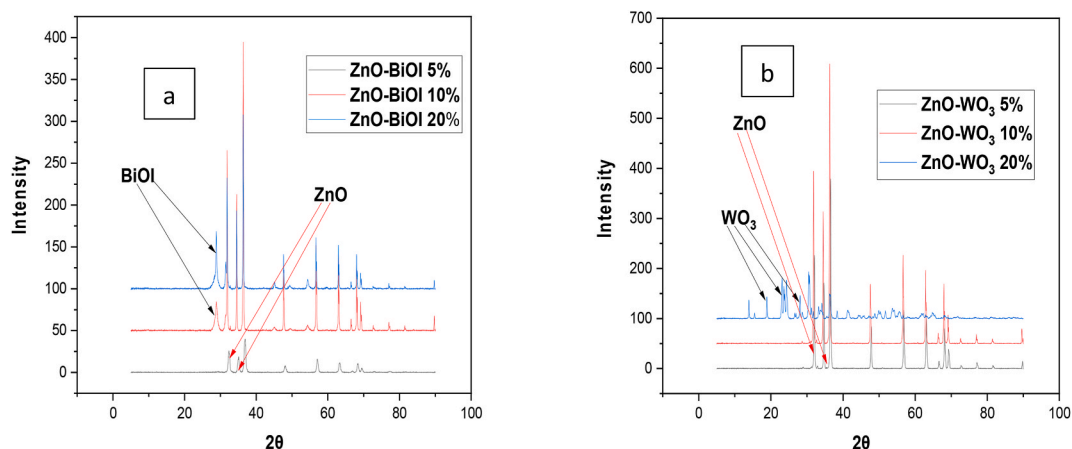 400
350
300
250
200
150
100
50
0
Intensity
a
ZnO-BiOI 5%
ZnO-BiOI 10%
ZnO-BiOI 20%
BiOI
ZnO
0 20 40 60 80 100
2θ
700
600
500
400
300
200
100
0
Intensity
b
ZnO-WO₃ 5%
ZnO-WO₃ 10%
ZnO-WO₃ 20%
ZnO
WO₃
0 20 40 60 80 100
2θ